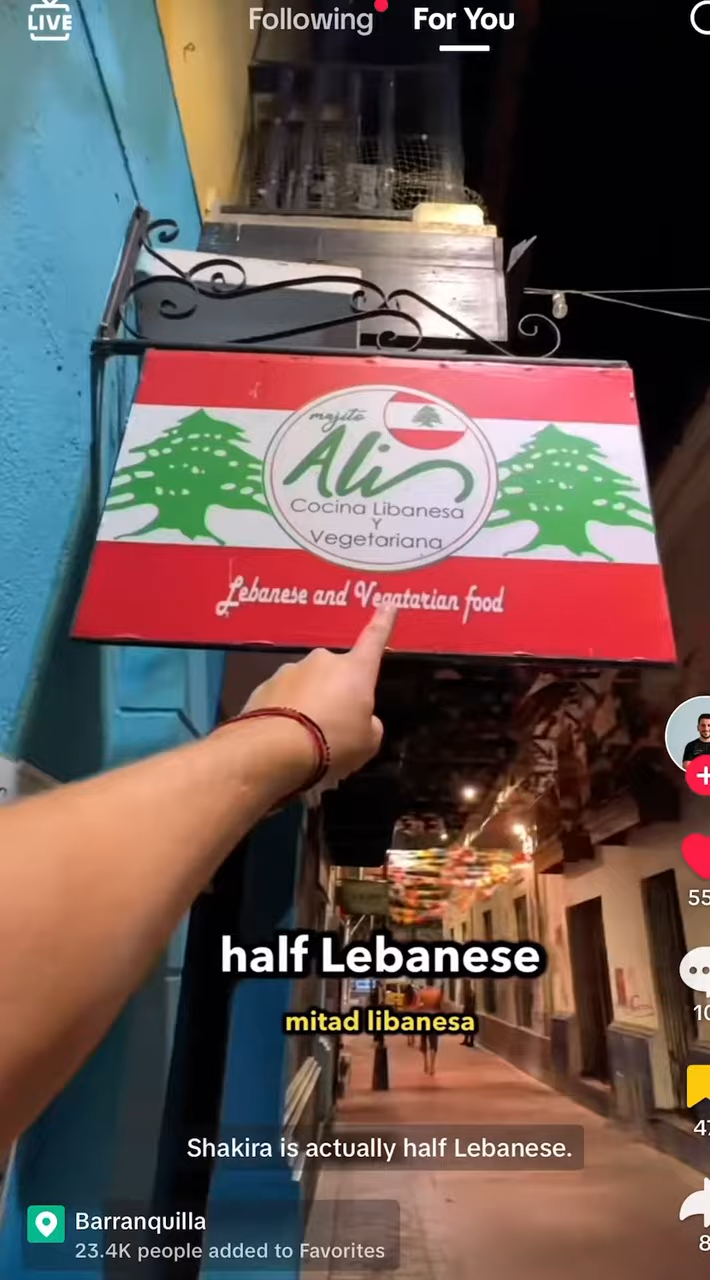 LIVE
Following
For You
majito
Ali
Cocina Libanesa
Y
Vegetariana
Lebanese and Vegatarian food
half Lebanese
mitad libanesa
Shakira is actually half Lebanese.
Barranquilla
23.4K people added to Favorites